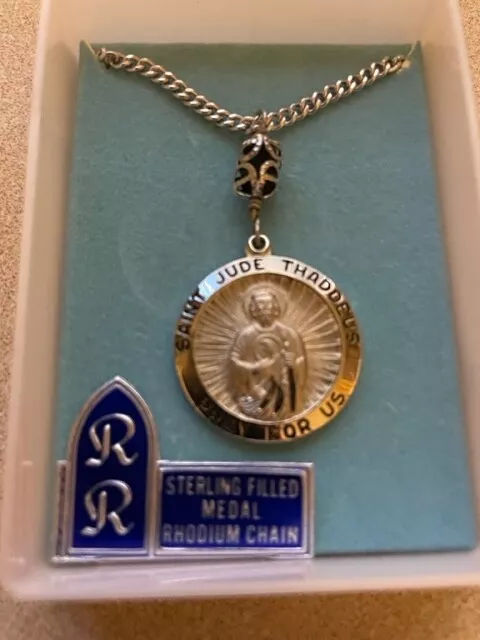 SAINT JUDE THADDEUS
PRAY FOR US
R
R
STERLING FILLED
MEDAL
RHODIUM CHAIN